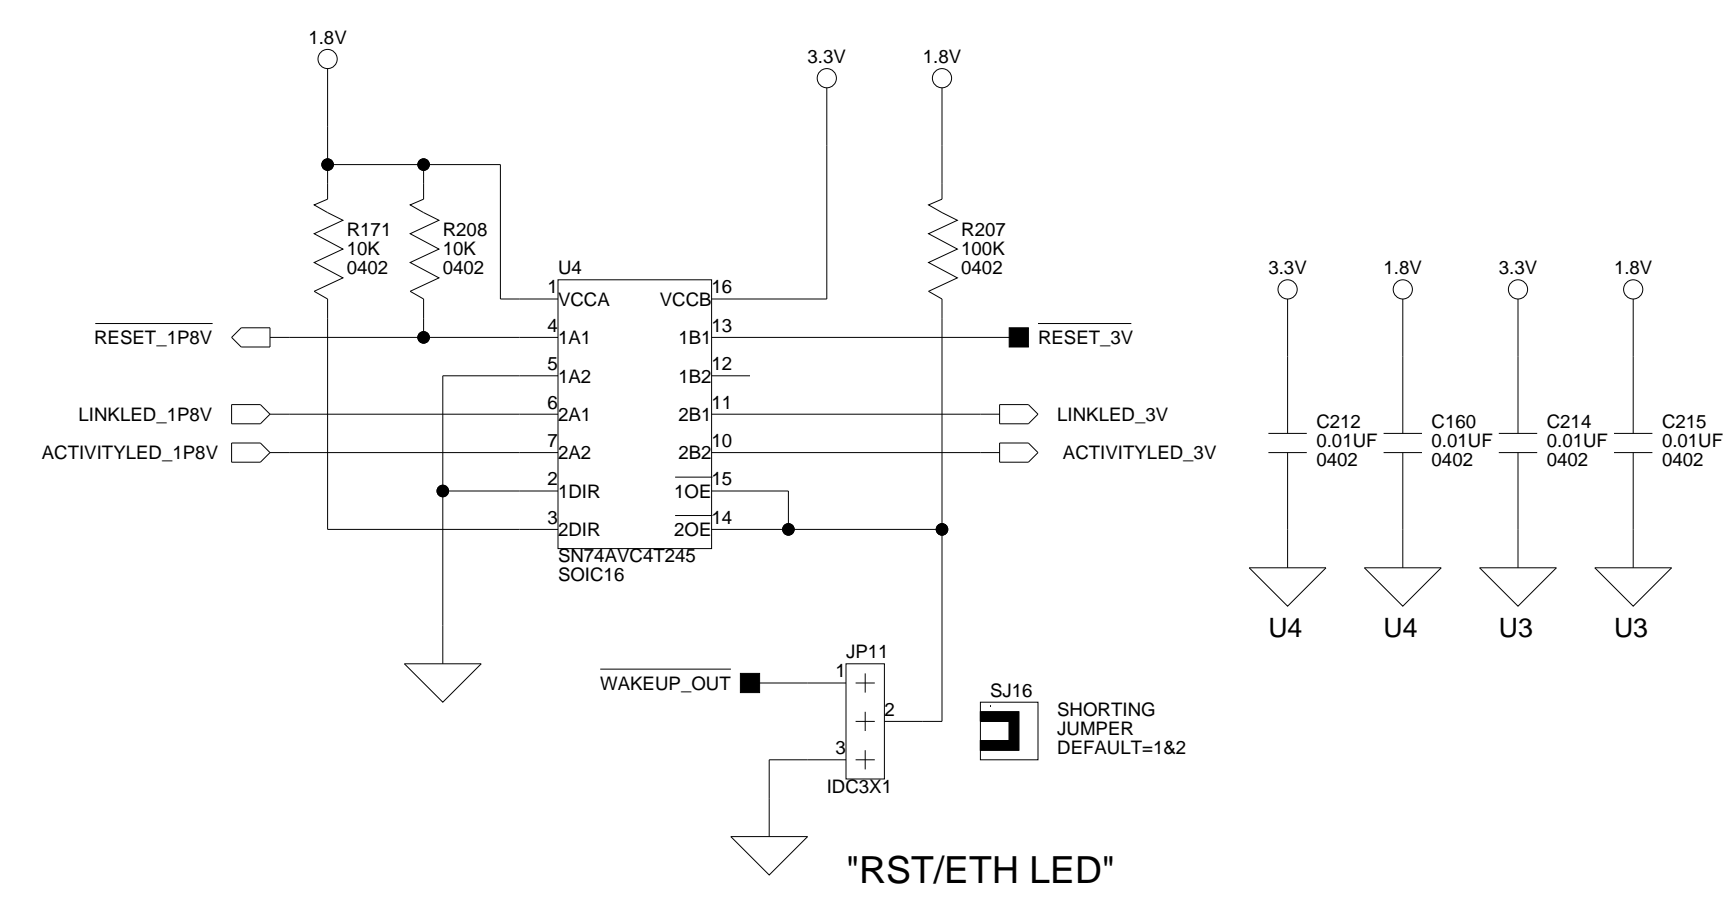 1.8V
3.3V
1.8V
R171
10K
0402
R208
10K
0402
R207
100K
0402
U4
1
VCCA
VCCB
16
RESET_1P8V
4
1A1
1B1
13
RESET_3V
5
1A2
1B2
12
LINKLED_1P8V
6
2A1
2B1
11
LINKLED_3V
ACTIVITYLED_1P8V
7
2A2
2B2
10
ACTIVITYLED_3V
2
1DIR
1OE
15
3
2DIR
2OE
14
SN74AVC4T245
SOIC16
3.3V
1.8V
3.3V
1.8V
C212
0.01UF
0402
C160
0.01UF
0402
C214
0.01UF
0402
C215
0.01UF
0402
U4
U4
U3
U3
JP11
WAKEUP_OUT
1
2
3
IDC3X1
SJ16
SHORTING
JUMPER
DEFAULT=1&2
"RST/ETH LED"